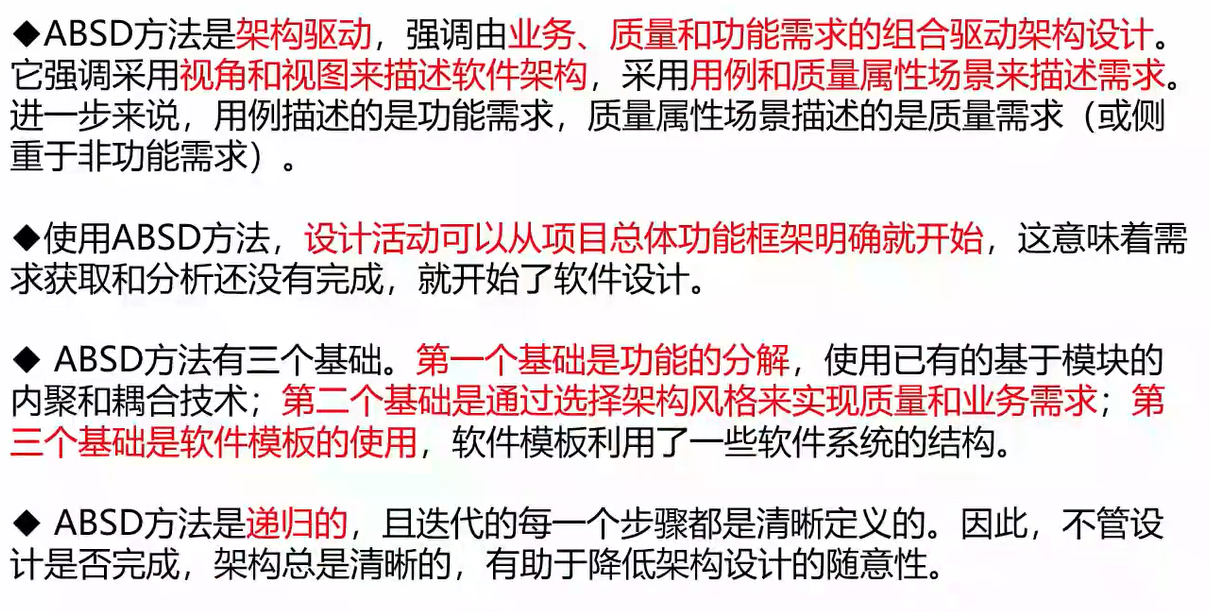 ◆ABSD方法是架构驱动，强调由业务、质量和功能需求的组合驱动架构设计。
它强调采用视角和视图来描述软件架构，采用用例和质量属性场景来描述需求。
进一步来说，用例描述的是功能需求，质量属性场景描述的是质量需求（或侧
重于非功能需求）。
◆使用ABSD方法，设计活动可以从项目总体功能框架明确就开始，这意味着需
求获取和分析还没有完成，就开始了软件设计。
◆ ABSD方法有三个基础。第一个基础是功能的分解，使用已有的基于模块的
内聚和耦合技术；第二个基础是通过选择架构风格来实现质量和业务需求；第
三个基础是软件模板的使用，软件模板利用了一些软件系统的结构。
◆ ABSD方法是递归的，且迭代的每一个步骤都是清晰定义的。因此，不管设
计是否完成，架构总是清晰的，有助于降低架构设计的随意性。